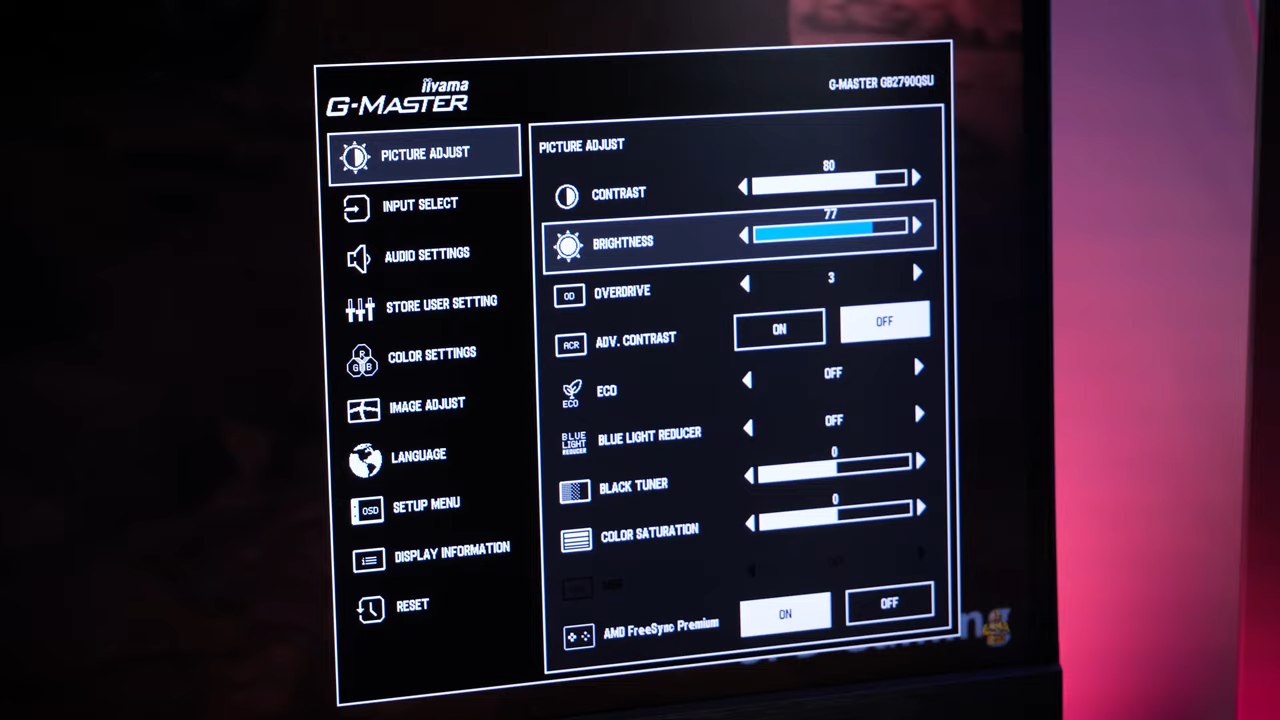 iiyama
G-MASTER
G-MASTER GB2790QSU
PICTURE ADJUST
INPUT SELECT
AUDIO SETTINGS
STORE USER SETTING
R
G B
COLOR SETTINGS
IMAGE ADJUST
LANGUAGE
OSD
SETUP MENU
DISPLAY INFORMATION
RESET
PICTURE ADJUST
CONTRAST
80
BRIGHTNESS
77
OD
OVERDRIVE
3
ACR
ADV. CONTRAST
ON
OFF
ECO
ECO
OFF
BLUE
LIGHT
REDUCER
BLUE LIGHT REDUCER
OFF
BLACK TUNER
0
COLOR SATURATION
0
AMD FreeSync Premium
ON
OFF